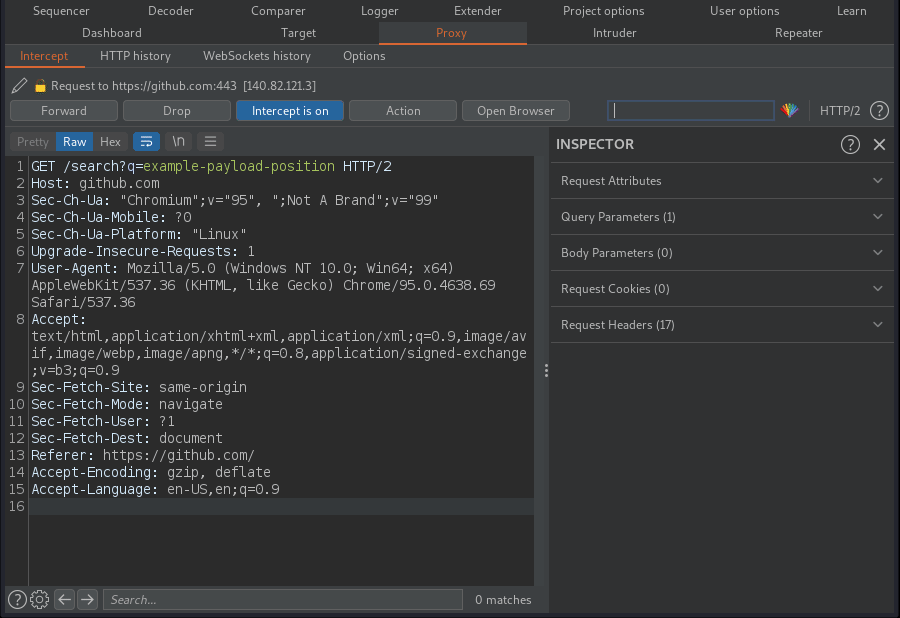 Sequencer Decoder Comparer Logger Extender Project options User options Learn
Dashboard Target Proxy Intruder Repeater
Intercept HTTP history WebSockets history Options
Request to https://github.com:443 [140.82.121.3]
Forward Drop Intercept is on Action Open Browser HTTP/2 ?
Pretty Raw Hex \n
INSPECTOR ?
1 GET /search?q=example-payload-position HTTP/2
2 Host: github.com
3 Sec-Ch-Ua: "Chromium";v="95", ";Not A Brand";v="99"
4 Sec-Ch-Ua-Mobile: ?0
5 Sec-Ch-Ua-Platform: "Linux"
6 Upgrade-Insecure-Requests: 1
7 User-Agent: Mozilla/5.0 (Windows NT 10.0; Win64; x64)
AppleWebKit/537.36 (KHTML, like Gecko) Chrome/95.0.4638.69
Safari/537.36
8 Accept:
text/html,application/xhtml+xml,application/xml;q=0.9,image/av
if,image/webp,image/apng,*/*;q=0.8,application/signed-exchange
;v=b3;q=0.9
9 Sec-Fetch-Site: same-origin
10 Sec-Fetch-Mode: navigate
11 Sec-Fetch-User: ?1
12 Sec-Fetch-Dest: document
13 Referer: https://github.com/
14 Accept-Encoding: gzip, deflate
15 Accept-Language: en-US,en;q=0.9
16
Request Attributes
Query Parameters (1)
Body Parameters (0)
Request Cookies (0)
Request Headers (17)
? Search... 0 matches